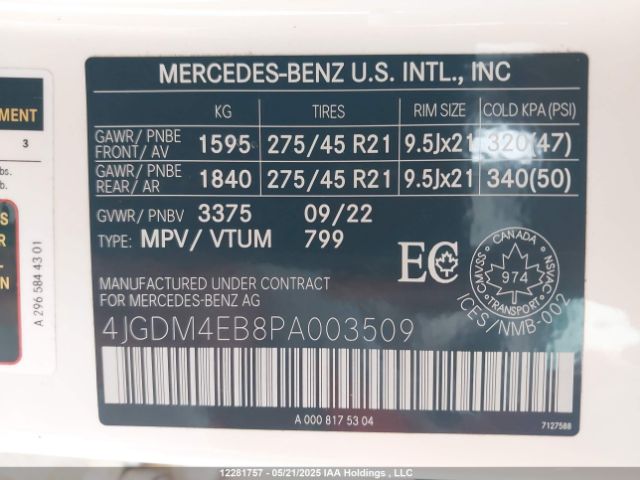 MERCEDES-BENZ U.S. INTL., INC
KG TIRES RIM SIZE COLD KPA (PSI)
GAWR/ PNBE FRONT/ AV 1595 275/45 R21 9.5Jx21 320(47)
GAWR/ PNBE REAR/ AR 1840 275/45 R21 9.5Jx21 340(50)
GVWR/ PNBV 3375 09/22
TYPE: MPV/ VTUM 799
EC
CANADA
974
SSVAC
NSVAC
ICES/NMB-002
MANUFACTURED UNDER CONTRACT
FOR MERCEDES-BENZ AG
4JGDM4EB8PA003509
A 000 817 53 04
7127588
MENT
3
lbs.
b.
S
R
-
ON
A 296 584 43 01
12281757 - 05/21/2025 IAA Holdings , LLC